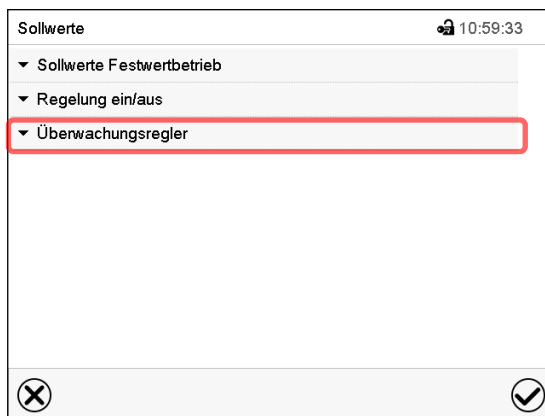 Sollwerte 10:59:33
Sollwerte Festwertbetrieb
Regelung ein/aus
Überwachungsregler